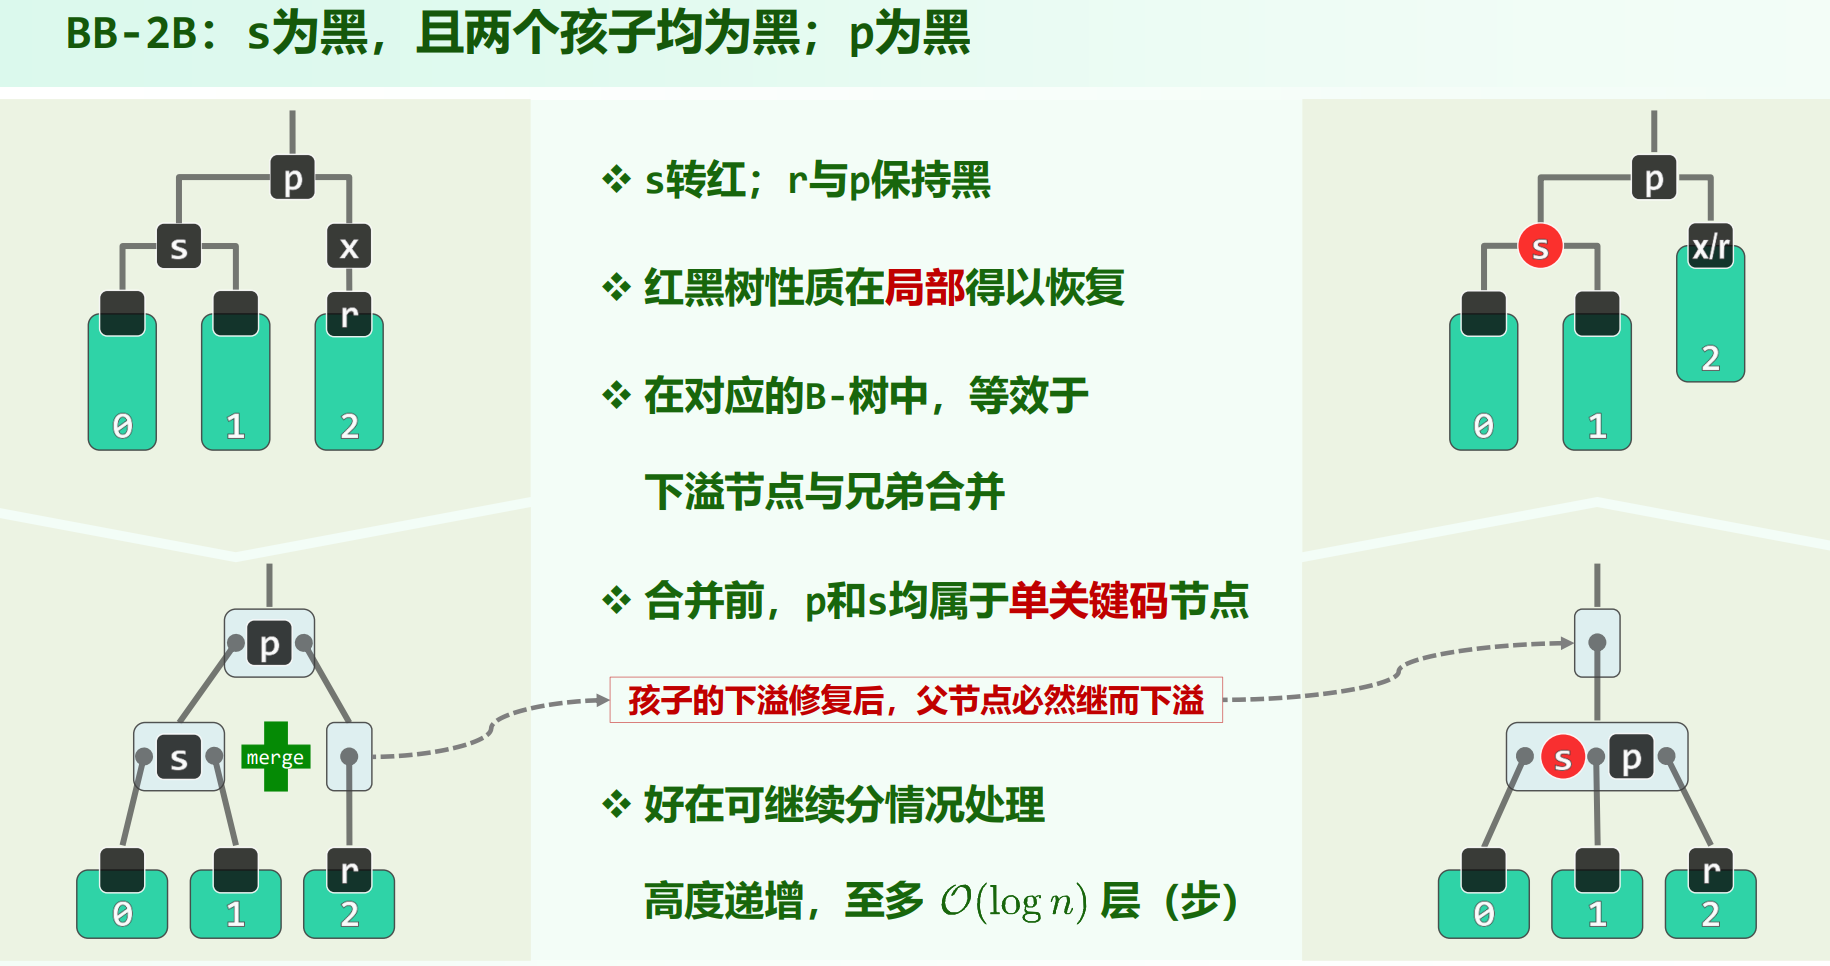 BB-2B：s为黑，且两个孩子均为黑；p为黑
p
s
x
r
0
1
2
p
s
merge
r
0
1
2
❖ s转红；r与p保持黑
❖ 红黑树性质在局部得以恢复
❖ 在对应的B-树中，等效于
下溢节点与兄弟合并
❖ 合并前，p和s均属于单关键码节点
孩子的下溢修复后，父节点必然继而下溢
❖ 好在可继续分情况处理
高度递增，至多 O(log n) 层（步）
p
s
x/r
2
0
1
s
p
r
0
1
2